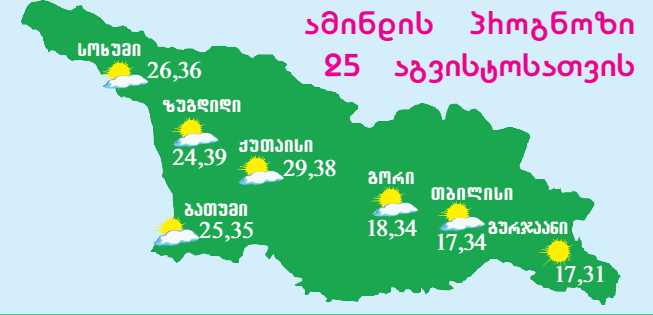 ამინდის პროგნოზი
25 აგვისტოსათვის
სოხუმი
26,36
ზუგდიდი
24,39
ქუთაისი
29,38
გორი
18,34
თბილისი
17,34
ბათუმი
25,35
გურჯაანი
17,31